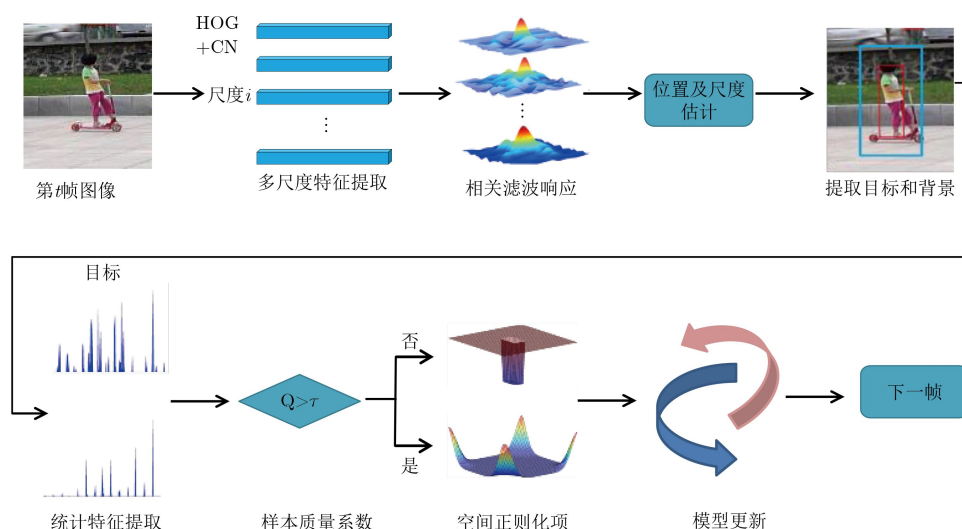 HOG
+CN
尺度i
⋮
⋮
位置及尺度
估计
第t帧图像
多尺度特征提取
相关滤波响应
提取目标和背景
目标
否
Q>τ
下一帧
是
统计特征提取
样本质量系数
空间正则化项
模型更新